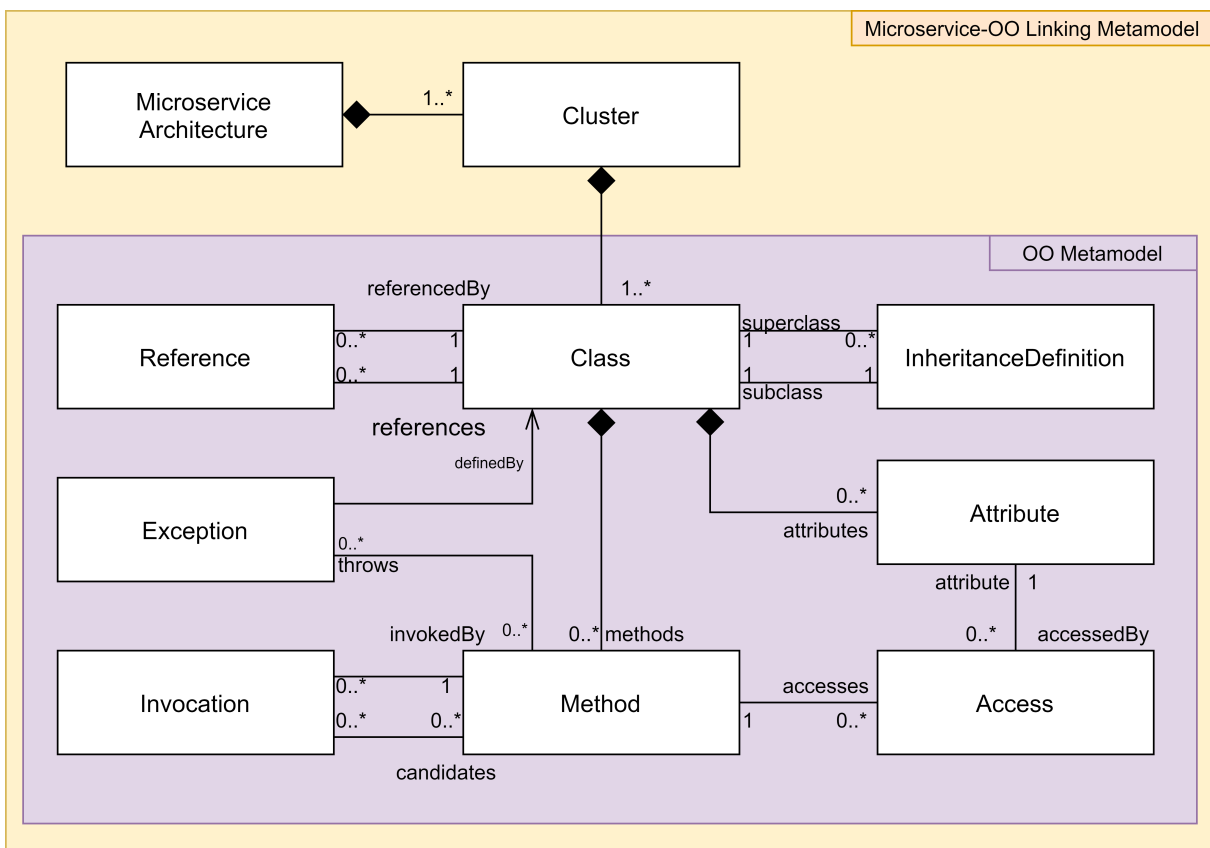 Microservice-OO Linking Metamodel
Microservice
Architecture
1..*
Cluster
OO Metamodel
referencedBy
1..*
Reference
0..*
1
0..*
1
Class
superclass
1
0..*
1
1
subclass
InheritanceDefinition
references
definedBy
Exception
0..*
throws
0..*
attributes
Attribute
attribute
1
0..*
accessedBy
invokedBy
0..*
0..*
methods
Invocation
0..*
1
0..*
0..*
candidates
Method
accesses
1
0..*
Access